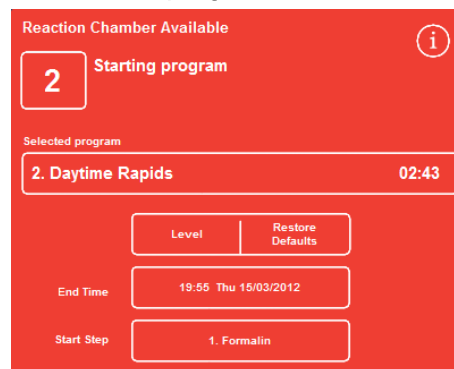 Reaction Chamber Available
i
2
Starting program
Selected program
2. Daytime Rapids 02:43
Level
Restore
Defaults
End Time
19:55 Thu 15/03/2012
Start Step
1. Formalin